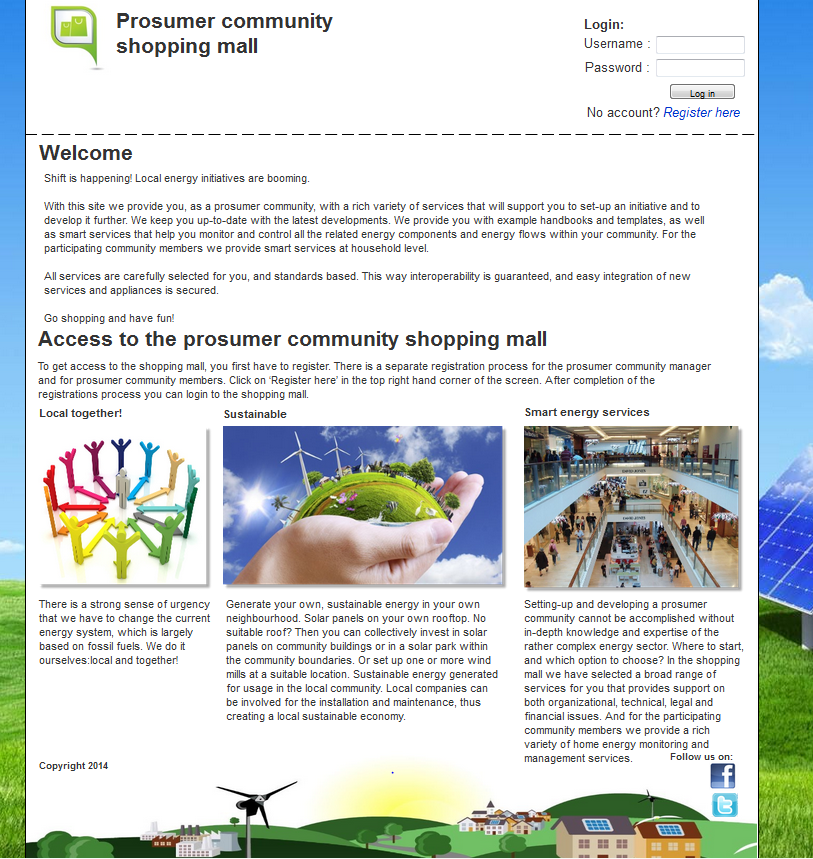 Prosumer community
shopping mall
Login:
Username :
Password :
Log in
No account? Register here
Welcome
Shift is happening! Local energy initiatives are booming.
With this site we provide you, as a prosumer community, with a rich variety of services that will support you to set-up an initiative and to
develop it further. We keep you up-to-date with the latest developments. We provide you with example handbooks and templates, as well
as smart services that help you monitor and control all the related energy components and energy flows within your community. For the
participating community members we provide smart services at household level.
All services are carefully selected for you, and standards based. This way interoperability is guaranteed, and easy integration of new
services and appliances is secured.
Go shopping and have fun!
Access to the prosumer community shopping mall
To get access to the shopping mall, you first have to register. There is a separate registration process for the prosumer community manager
and for prosumer community members. Click on ‘Register here’ in the top right hand corner of the screen. After completion of the
registrations process you can login to the shopping mall.
Local together!
There is a strong sense of urgency
that we have to change the current
energy system, which is largely
based on fossil fuels. We do it
ourselves:local and together!
Sustainable
Generate your own, sustainable energy in your own
neighbourhood. Solar panels on your own rooftop. No
suitable roof? Then you can collectively invest in solar
panels on community buildings or in a solar park within
the community boundaries. Or set up one or more wind
mills at a suitable location. Sustainable energy generated
for usage in the local community. Local companies can
be involved for the installation and maintenance, thus
creating a local sustainable economy.
Smart energy services
Setting-up and developing a prosumer
community cannot be accomplished without
in-depth knowledge and expertise of the
rather complex energy sector. Where to start,
and which option to choose? In the shopping
mall we have selected a broad range of
services for you that provides support on
both organizational, technical, legal and
financial issues. And for the participating
community members we provide a rich
variety of home energy monitoring and
management services.
Follow us on:
Copyright 2014